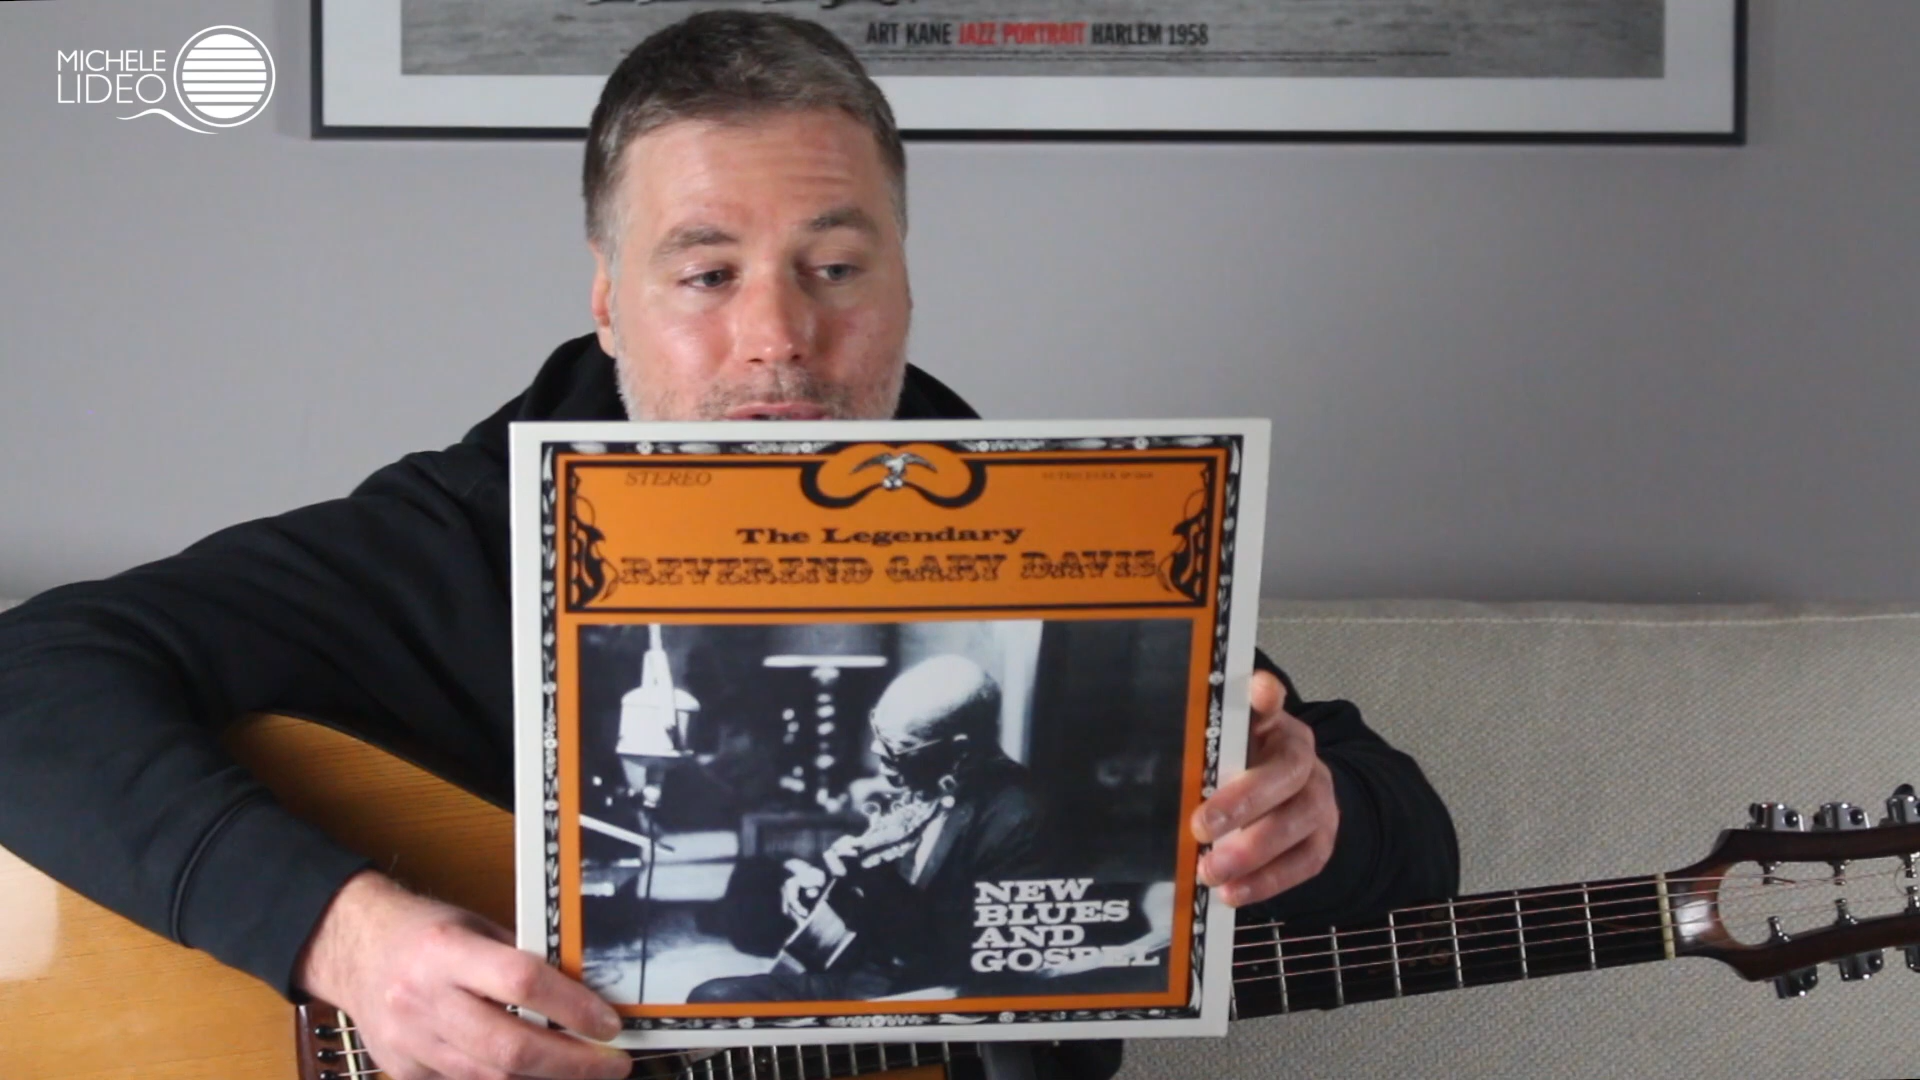 MICHELE
LIDEO
ART KANE JAZZ PORTRAIT HARLEM 1958
STEREO
The Legendary
REVEREND GARY DAVIS
NEW
BLUES
AND
GOSPEL